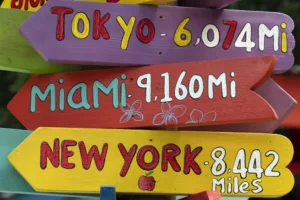 TOKYO - 6,074Mi
MiAMi - 9,160Mi
NEW YORK - 8.442
MiLES